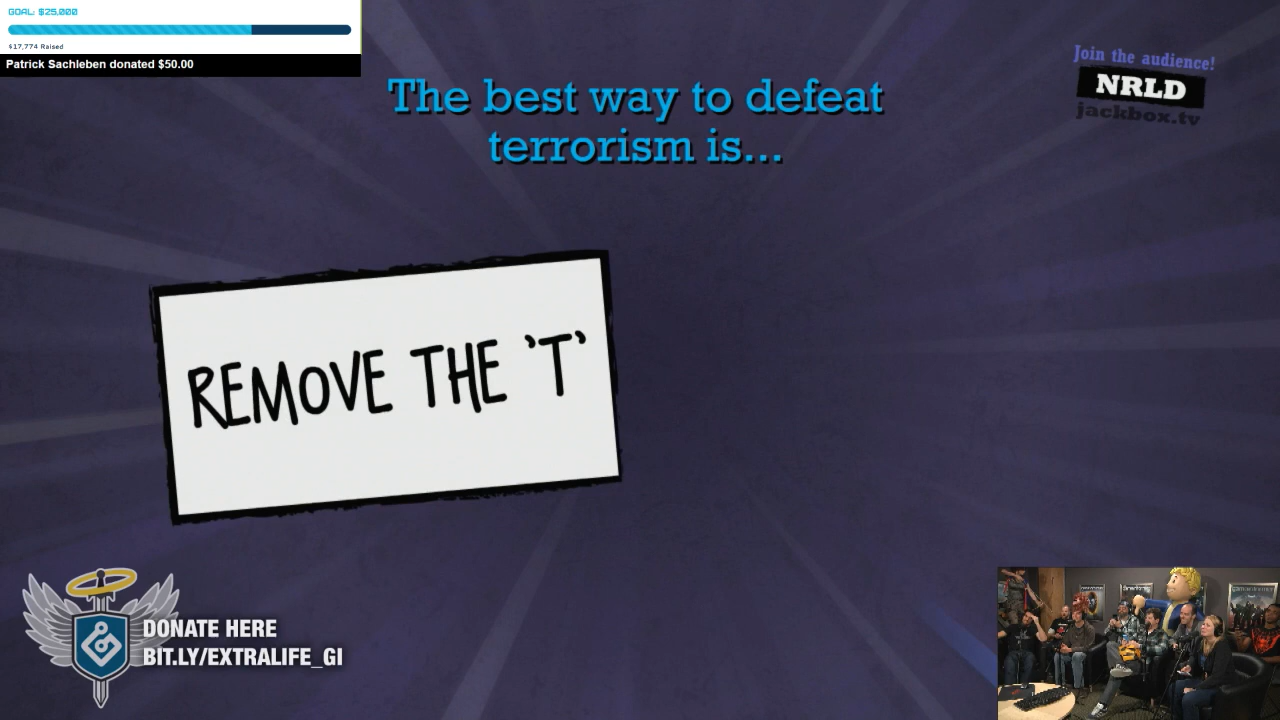 GOAL: $25,000
$17,774 Raised
Patrick Sachleben donated $50.00
The best way to defeat
terrorism is...
Join the audience!
NRLD
jackbox.tv
REMOVE THE 'T'
DONATE HERE
BIT.LY/EXTRALIFE_GI